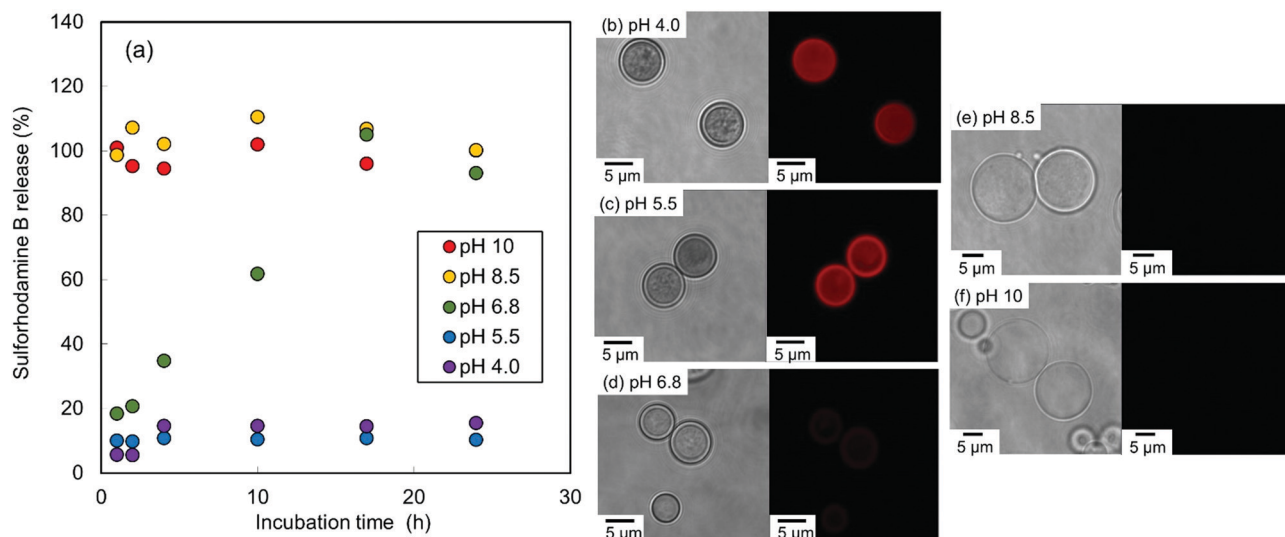 140
120
100
80
60
40
20
0
0
10
20
30
Sulforhodamine B release (%)
Incubation time (h)
(a)
pH 10
pH 8.5
pH 6.8
pH 5.5
pH 4.0
(b) pH 4.0
5 µm
5 µm
(c) pH 5.5
5 µm
5 µm
(d) pH 6.8
5 µm
5 µm
(e) pH 8.5
5 µm
5 µm
(f) pH 10
5 µm
5 µm